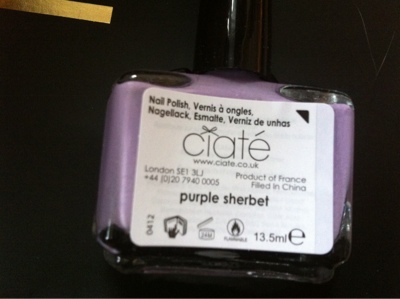 Nail Polish, Vernis à ongles,
Nagellack, Esmalte, Verniz de unhas
ciaté
www.ciate.co.uk
London SE1 3LJ
+44 (0)20 7940 0005
Product of France
Filled in China
purple sherbet
0412
24M
FLAMMABLE
13.5ml e